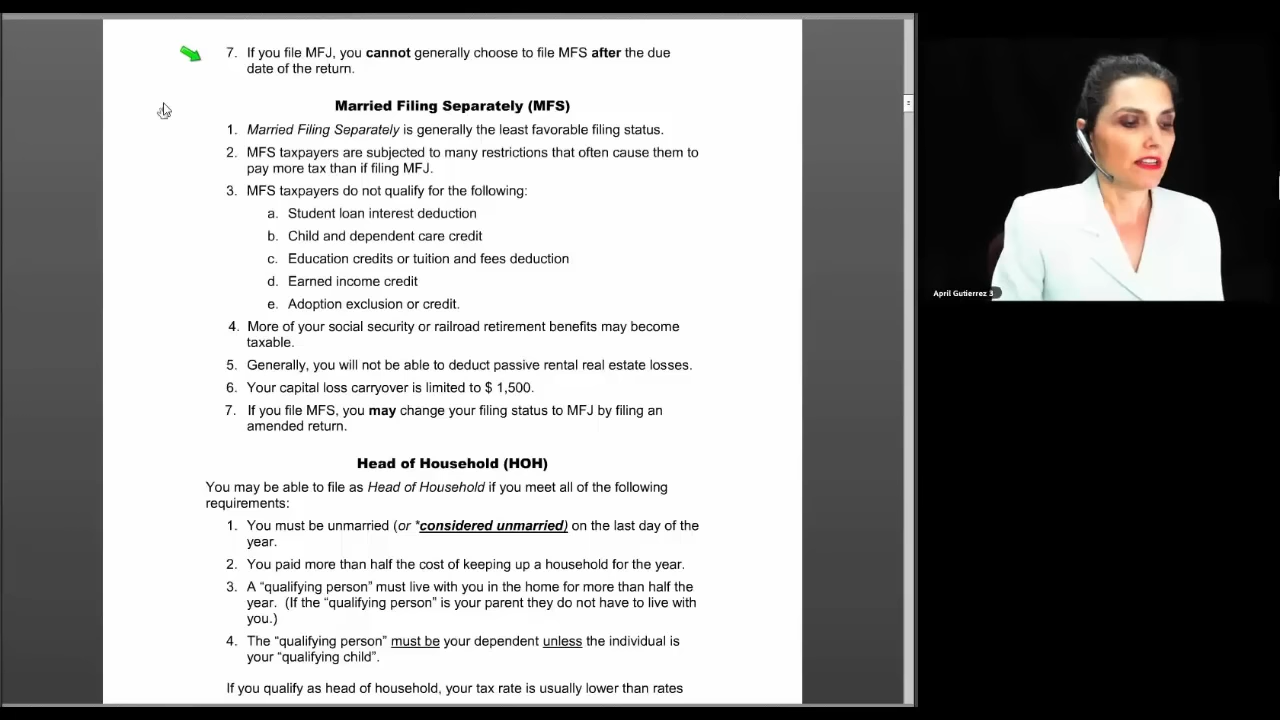 7. If you file MFJ, you cannot generally choose to file MFS after the due
date of the return.
Married Filing Separately (MFS)
1. Married Filing Separately is generally the least favorable filing status.
2. MFS taxpayers are subjected to many restrictions that often cause them to
pay more tax than if filing MFJ.
3. MFS taxpayers do not qualify for the following:
a. Student loan interest deduction
b. Child and dependent care credit
c. Education credits or tuition and fees deduction
d. Earned income credit
e. Adoption exclusion or credit.
4. More of your social security or railroad retirement benefits may become
taxable.
5. Generally, you will not be able to deduct passive rental real estate losses.
6. Your capital loss carryover is limited to $ 1,500.
7. If you file MFS, you may change your filing status to MFJ by filing an
amended return.
Head of Household (HOH)
You may be able to file as Head of Household if you meet all of the following
requirements:
1. You must be unmarried (or *considered unmarried) on the last day of the
year.
2. You paid more than half the cost of keeping up a household for the year.
3. A “qualifying person” must live with you in the home for more than half the
year. (If the “qualifying person” is your parent they do not have to live with
you.)
4. The “qualifying person” must be your dependent unless the individual is
your “qualifying child”.
If you qualify as head of household, your tax rate is usually lower than rates
April Gutierrez 3